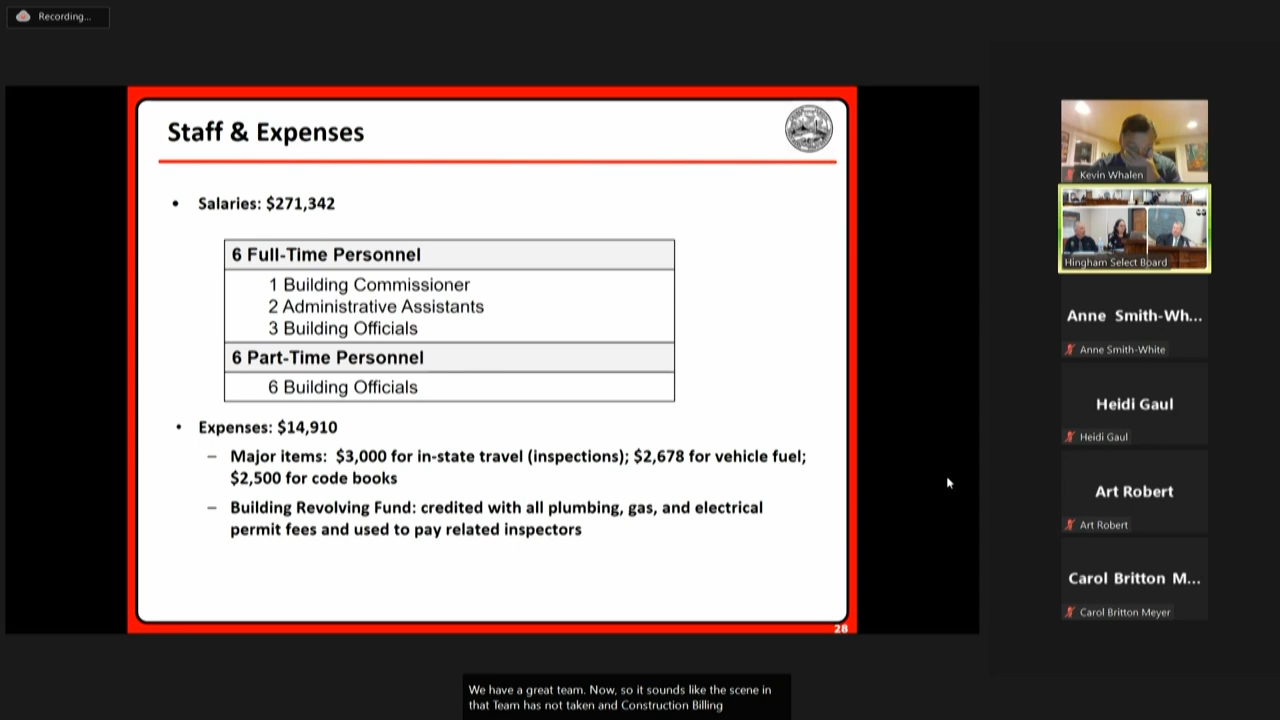 Recording...
Staff & Expenses
• Salaries: $271,342
6 Full-Time Personnel
1 Building Commissioner
2 Administrative Assistants
3 Building Officials
6 Part-Time Personnel
6 Building Officials
• Expenses: $14,910
– Major items: $3,000 for in-state travel (inspections); $2,678 for vehicle fuel;
$2,500 for code books
– Building Revolving Fund: credited with all plumbing, gas, and electrical
permit fees and used to pay related inspectors
28
Kevin Whalen
Hingham Select Board
Anne Smith-Wh...
Anne Smith-White
Heidi Gaul
Heidi Gaul
Art Robert
Art Robert
Carol Britton M...
Carol Britton Meyer
We have a great team. Now, so it sounds like the scene in
that Team has not taken and Construction Billing